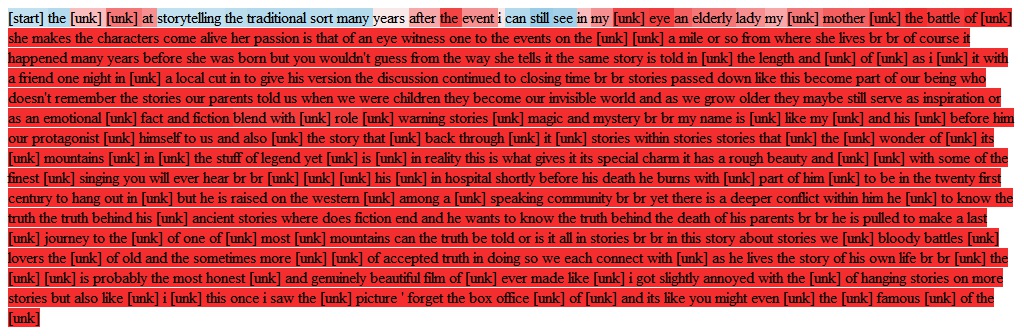 [start] the [unk] [unk] at storytelling the traditional sort many years after the event i can still see in my [unk] eye an elderly lady my [unk] mother the battle of [unk]
she makes the characters come alive her passion is that of an eye witness one to the events on the [unk] [unk] a mile or so from where she lives br br of course it
happened many years before she was born but you wouldn't guess from the way she tells it the same story is told in [unk] the length and [unk] of [unk] as i [unk] it with
a friend one night in [unk] a local cut in to give his version the discussion continued to closing time br br stories passed down like this become part of our being who
doesn't remember the stories our parents told us when we were children they become our invisible world and as we grow older they maybe still serve as inspiration or
as an emotional [unk] fact and fiction blend with [unk] role [unk] warning stories [unk] magic and mystery br br my name is [unk] like my [unk] and his [unk] before him
our protagonist [unk] himself to us and also [unk] the story that [unk] back through [unk] it [unk] stories within stories stories that [unk] the [unk] wonder of [unk] its
[unk] mountains [unk] in [unk] the stuff of legend yet [unk] is [unk] in reality this is what gives it its special charm it has a rough beauty and [unk] [unk] with some of the
finest [unk] singing you will ever hear br br [unk] [unk] [unk] his [unk] in hospital shortly before his death he burns with [unk] part of him [unk] to be in the twenty first
century to hang out in [unk] but he is raised on the western [unk] among a [unk] speaking community br br yet there is a deeper conflict within him he [unk] to know the
truth the truth behind his [unk] ancient stories where does fiction end and he wants to know the truth behind the death of his parents br br he is pulled to make a last
[unk] journey to the [unk] of one of [unk] most [unk] mountains can the truth be told or is it all in stories br br in this story about stories we [unk] bloody battles [unk]
lovers the [unk] of old and the sometimes more [unk] [unk] of accepted truth in doing so we each connect with [unk] as he lives the story of his own life br br [unk] the
[unk] [unk] is probably the most honest [unk] and genuinely beautiful film of [unk] ever made like [unk] i got slightly annoyed with the [unk] of hanging stories on more
stories but also like [unk] i [unk] this once i saw the [unk] picture ' forget the box office [unk] of [unk] and its like you might even [unk] the [unk] famous [unk] of the
[unk]